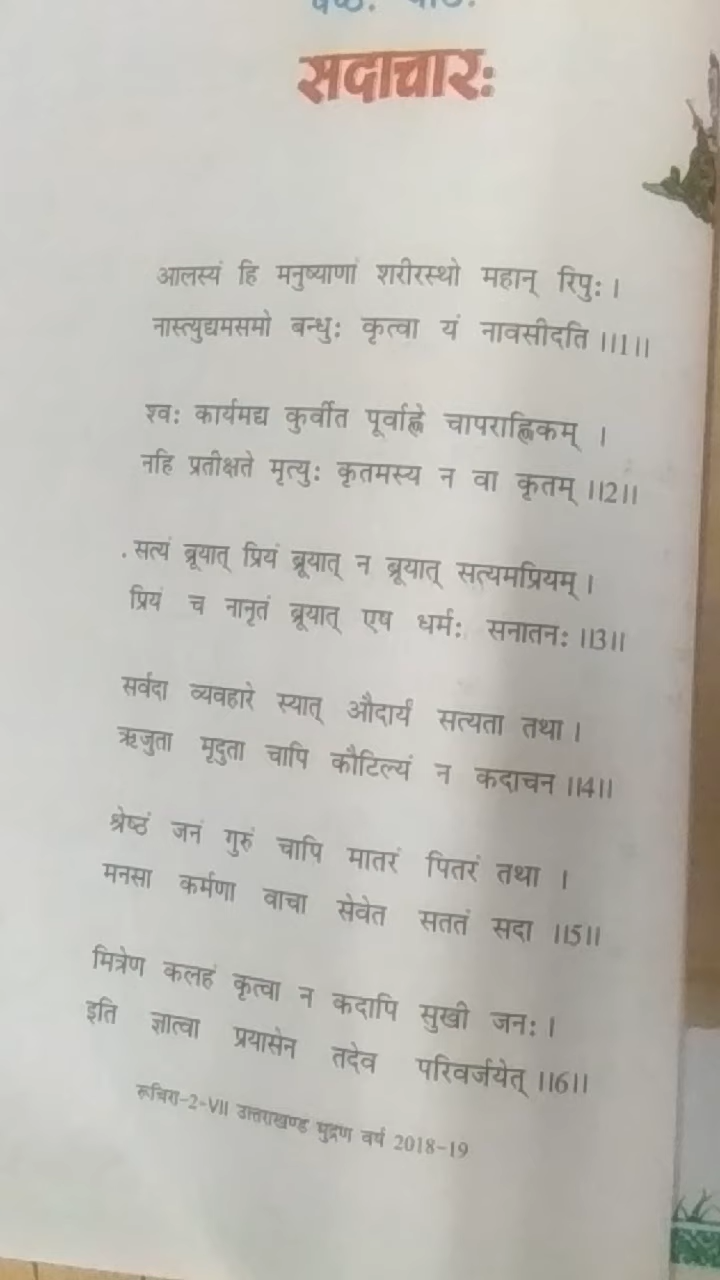 षष्ठः पाठः
सदाचारः
आलस्यं हि मनुष्याणां शरीरस्थो महान् रिपुः ।
नास्त्युद्यमसमो बन्धुः कृत्वा यं नावसीदति ।।1।।
श्वः कार्यमद्य कुर्वीत पूर्वाह्णे चापराह्णिकम् ।
नहि प्रतीक्षते मृत्युः कृतमस्य न वा कृतम् ।।2।।
सत्यं ब्रूयात् प्रियं ब्रूयात् न ब्रूयात् सत्यमप्रियम् ।
प्रियं च नानृतं ब्रूयात् एष धर्मः सनातनः ।।3।।
सर्वदा व्यवहारे स्यात् औदार्यं सत्यता तथा ।
ऋजुता मृदुता चापि कौटिल्यं न कदाचन ।।4।।
श्रेष्ठं जनं गुरुं चापि मातरं पितरं तथा ।
मनसा कर्मणा वाचा सेवेत सततं सदा ।।5।।
मित्रेण कलहं कृत्वा न कदापि सुखी जनः ।
इति ज्ञात्वा प्रयासेन तदेव परिवर्जयेत् ।।6।।
रूचिरा-2-VII उत्तराखण्ड मुद्रण वर्ष 2018-19